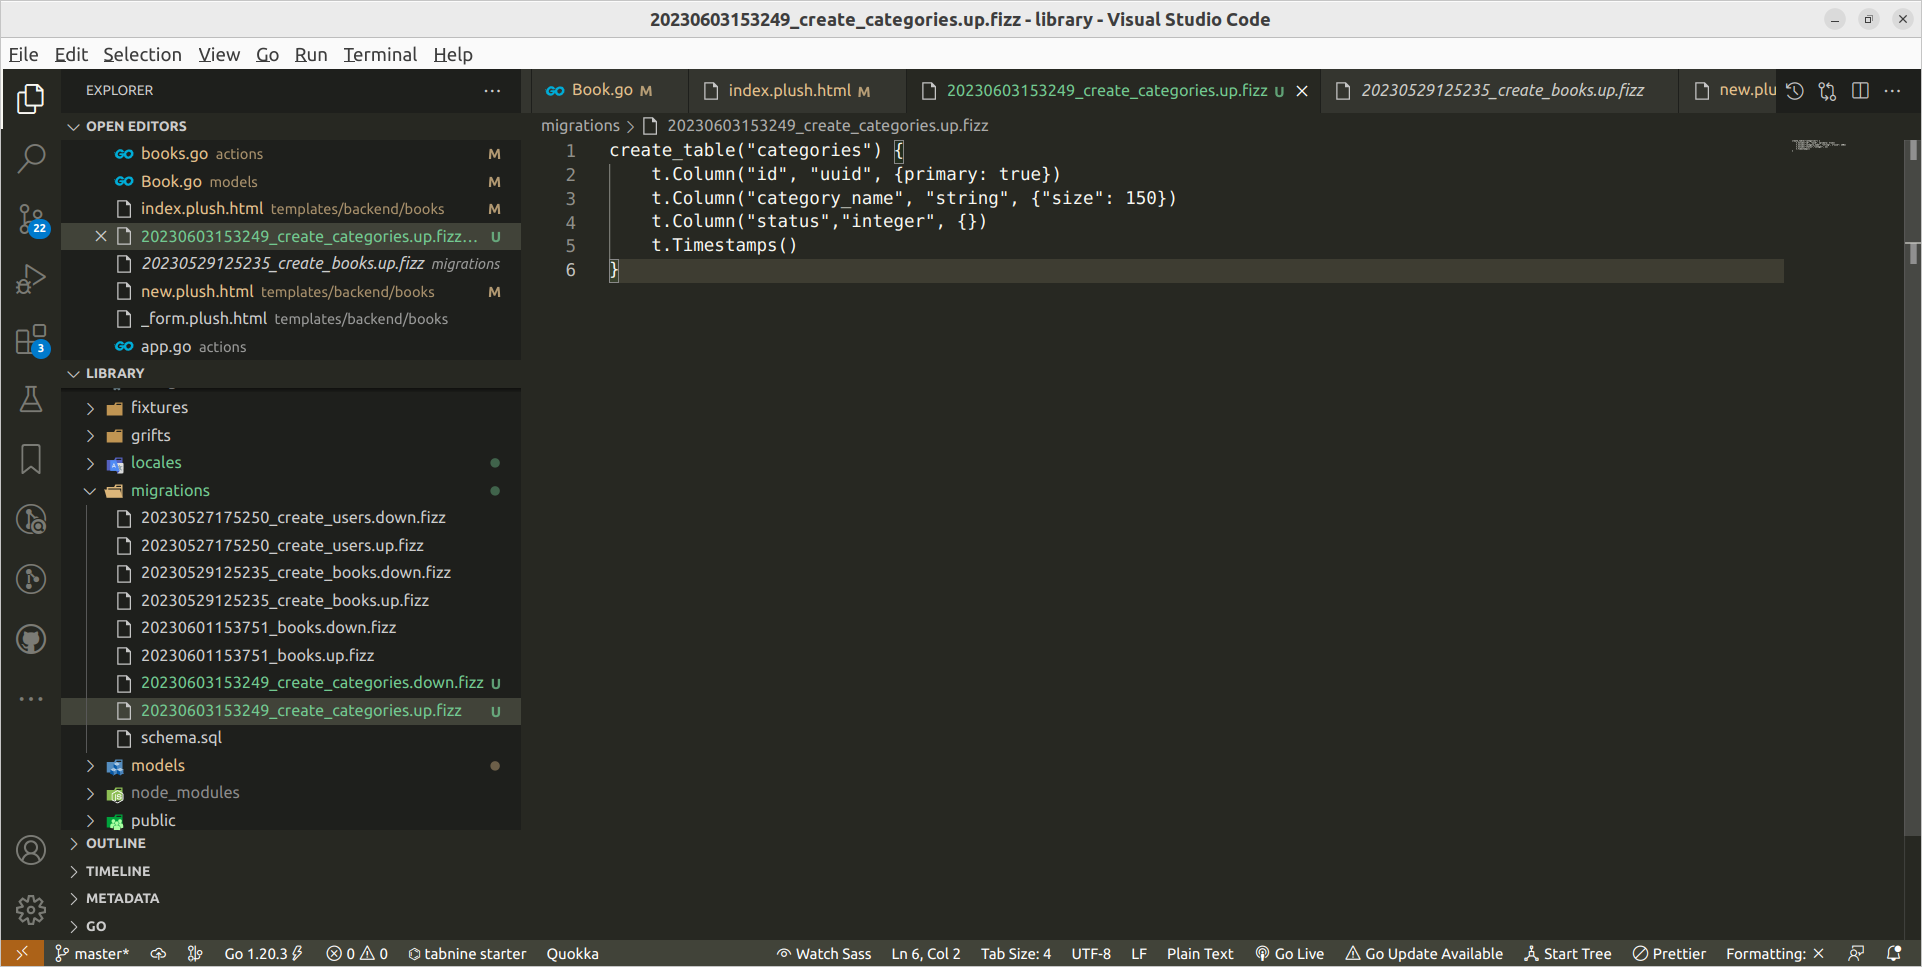 20230603153249_create_categories.up.fizz - library - Visual Studio Code
File Edit Selection View Go Run Terminal Help
EXPLORER
OPEN EDITORS
books.go actions M
Book.go models M
index.plush.html templates/backend/books M
20230603153249_create_categories.up.fizz... U
20230529125235_create_books.up.fizz migrations
new.plush.html templates/backend/books M
_form.plush.html templates/backend/books
app.go actions
LIBRARY
fixtures
grifts
locales
migrations
20230527175250_create_users.down.fizz
20230527175250_create_users.up.fizz
20230529125235_create_books.down.fizz
20230529125235_create_books.up.fizz
20230601153751_books.down.fizz
20230601153751_books.up.fizz
20230603153249_create_categories.down.fizz U
20230603153249_create_categories.up.fizz U
schema.sql
models
node_modules
public
OUTLINE
TIMELINE
METADATA
GO
22
3
Book.go M
index.plush.html M
20230603153249_create_categories.up.fizz U
20230529125235_create_books.up.fizz
new.plu
migrations > 20230603153249_create_categories.up.fizz
1 create_table("categories") {
2 t.Column("id", "uuid", {primary: true})
3 t.Column("category_name", "string", {"size": 150})
4 t.Column("status","integer", {})
5 t.Timestamps()
6 }
master* Go 1.20.3 0 0 tabnine starter Quokka Watch Sass Ln 6, Col 2 Tab Size: 4 UTF-8 LF Plain Text Go Live Go Update Available Start Tree Prettier Formatting: ×